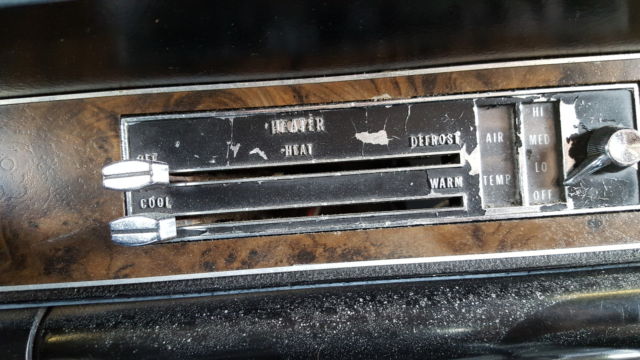 HEATER
OFF HEAT DEFROST
COOL WARM
AIR
TEMP
HI
MED
LO
OFF